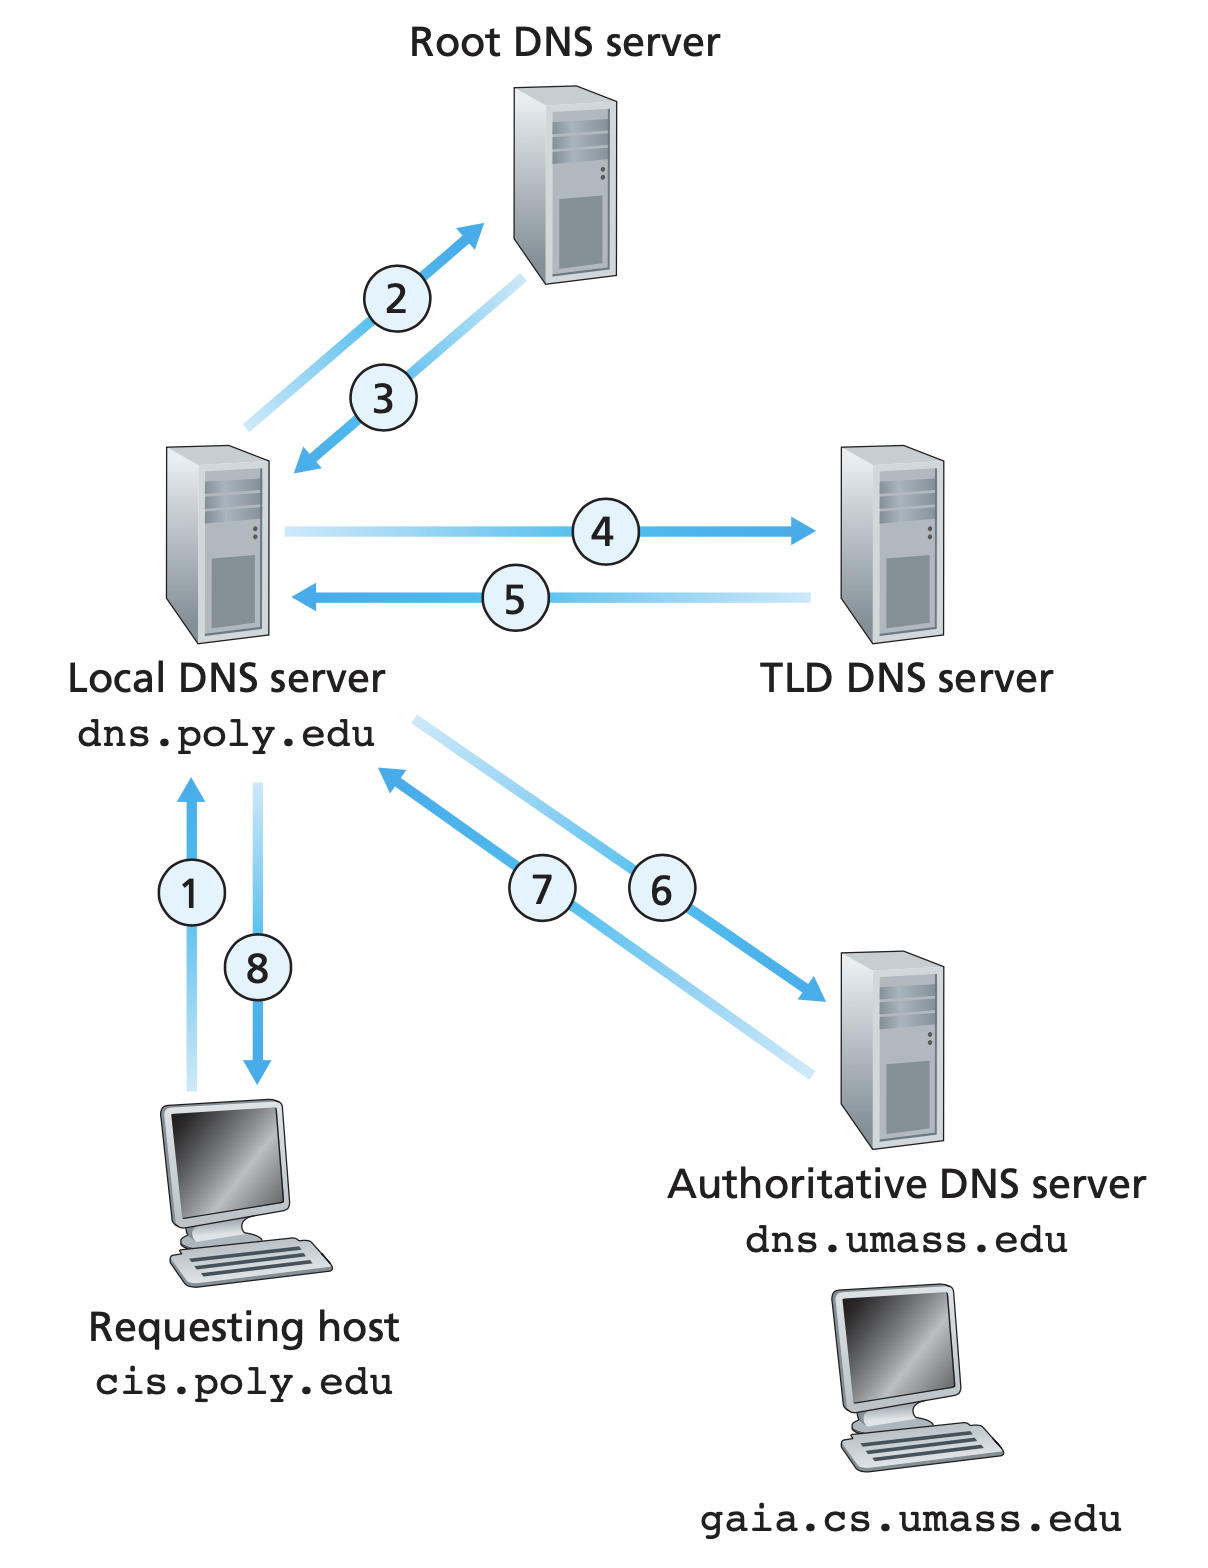 Root DNS server
2
3
4
5
Local DNS server
dns.poly.edu
TLD DNS server
1
8
7
6
Authoritative DNS server
dns.umass.edu
Requesting host
cis.poly.edu
gaia.cs.umass.edu